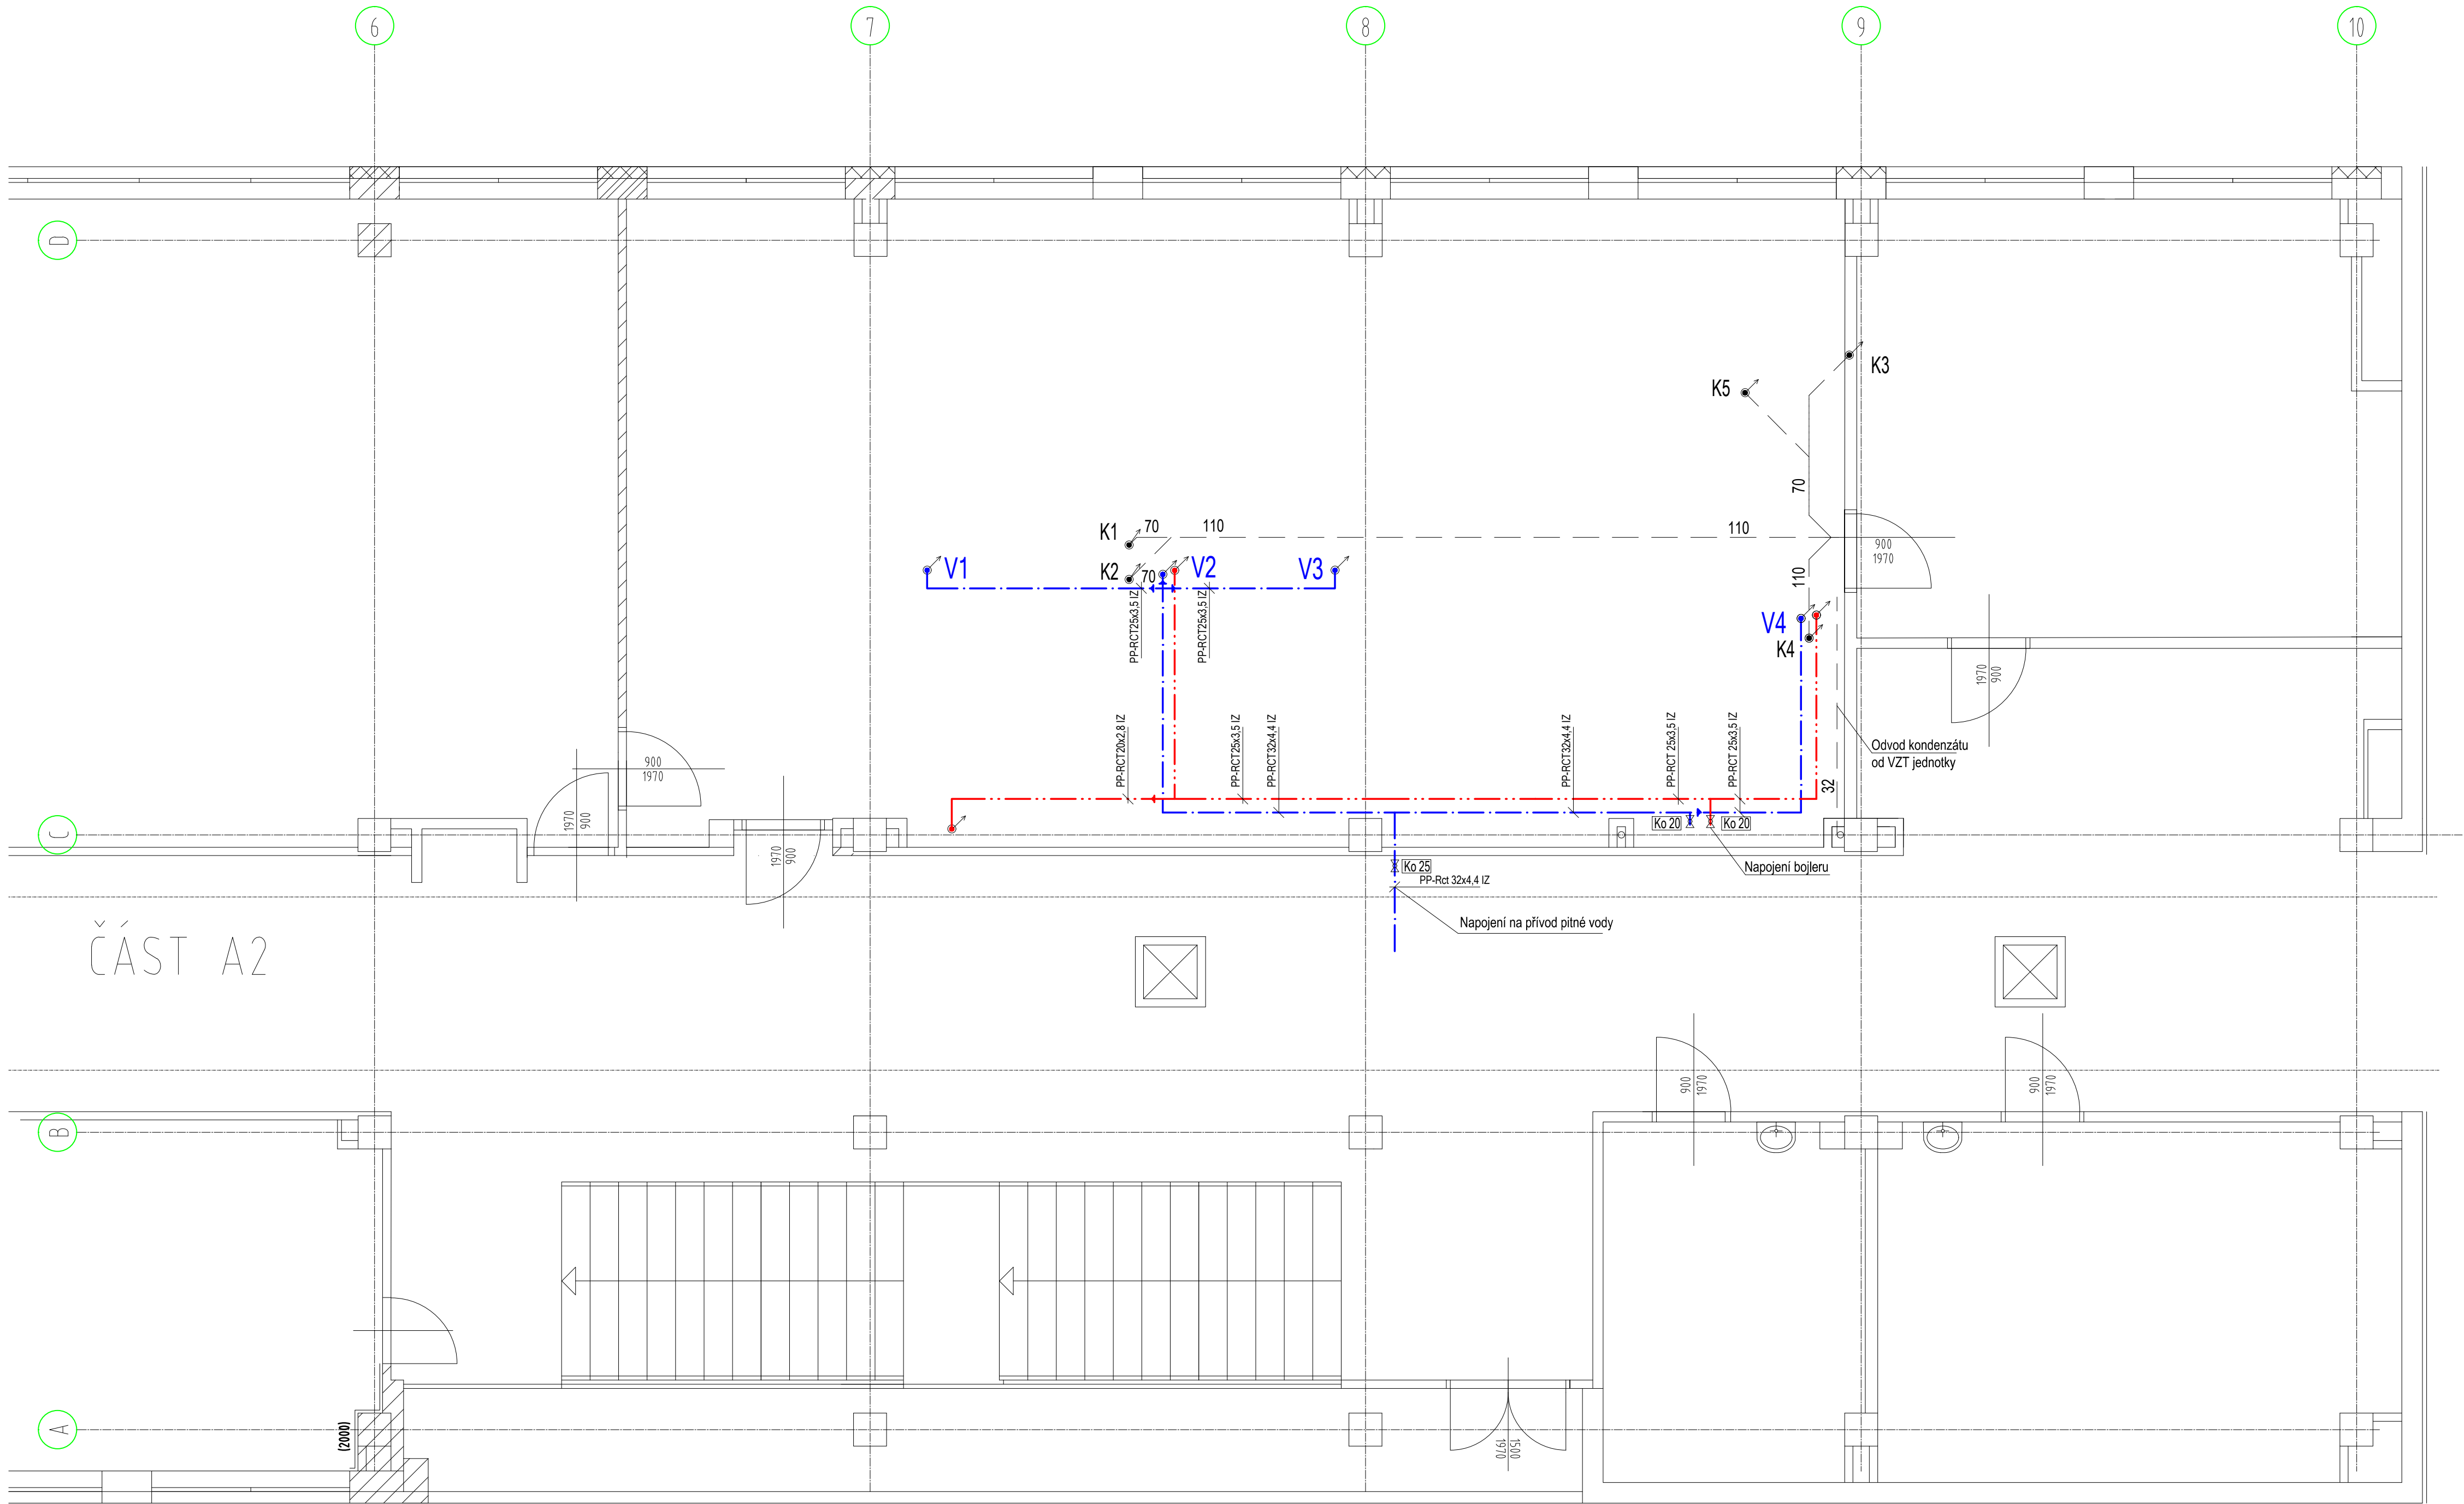 6
7
8
9
10
D
K3
K5
70
K1
70
110
110
900
1970
V1
K2
70
V2
V3
110
PP-RCT25x3,5 IZ
PP-RCT25x3,5 IZ
V4
K4
1970
900
PP-RCT20x2,8 IZ
PP-RCT25x3,5 IZ
PP-RCT32x4,4 IZ
PP-RCT32x4,4 IZ
PP-RCT 25x3,5 IZ
PP-RCT 25x3,5 IZ
Odvod kondenzátu
od VZT jednotky
900
1970
32
C
1970
900
1970
900
Ko 20
Ko 20
Ko 25
Napojení bojleru
PP-Rct 32x4,4 IZ
Napojení na přívod pitné vody
ČÁST A2
900
1970
900
1970
B
A
(2000)
1500
1970